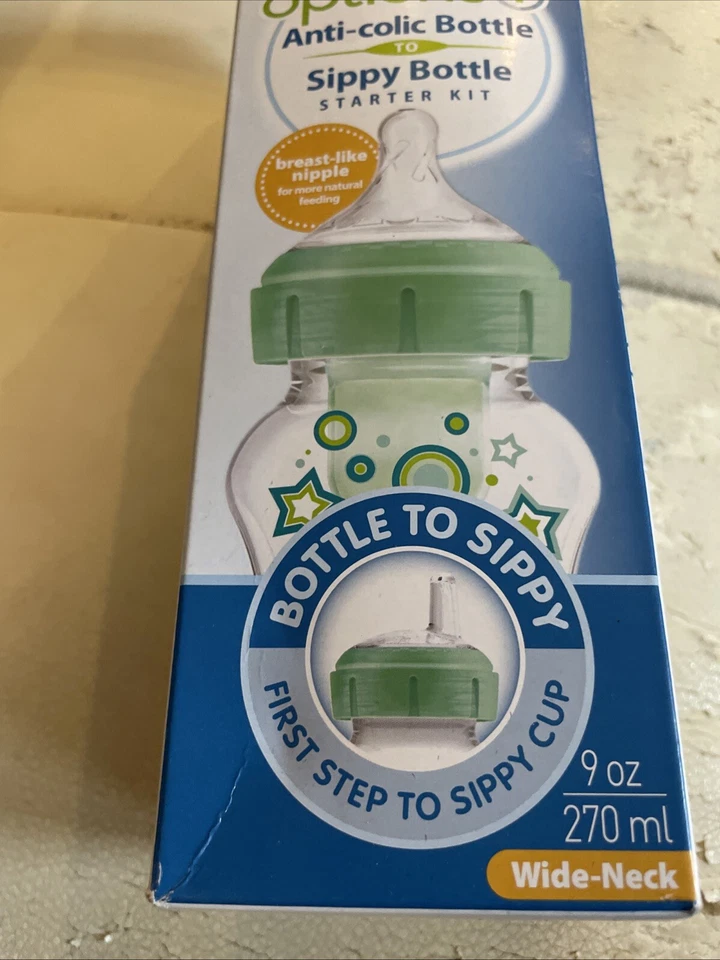 Anti-colic Bottle
TO
Sippy Bottle
STARTER KIT
breast-like
nipple
for more natural
feeding
BOTTLE TO SIPPY
FIRST STEP TO SIPPY CUP
9 oz
270 ml
Wide-Neck